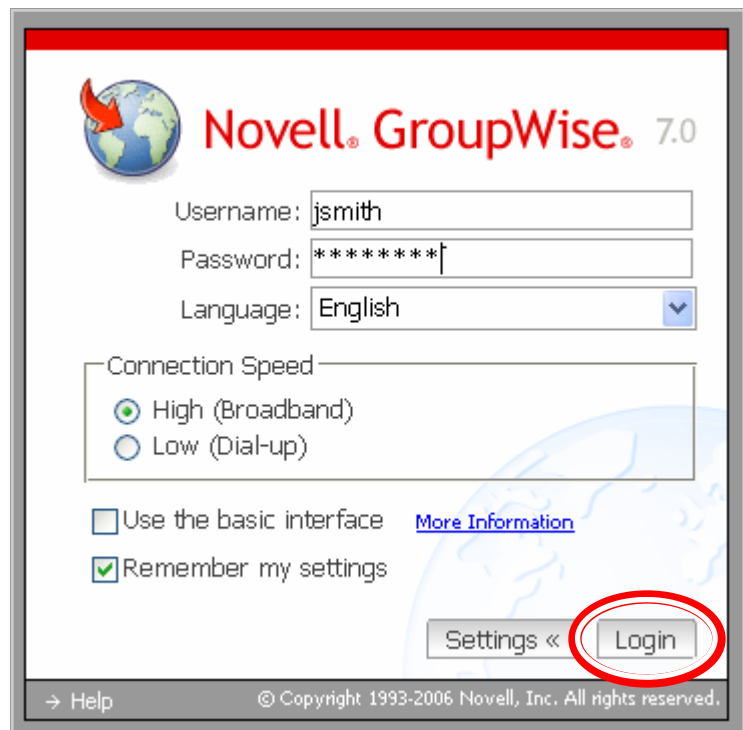 Novell® GroupWise® 7.0
Username: jsmith
Password: ********
Language: English
Connection Speed
High (Broadband)
Low (Dial-up)
Use the basic interface More Information
Remember my settings
Settings « Login
→ Help © Copyright 1993-2006 Novell, Inc. All rights reserved.